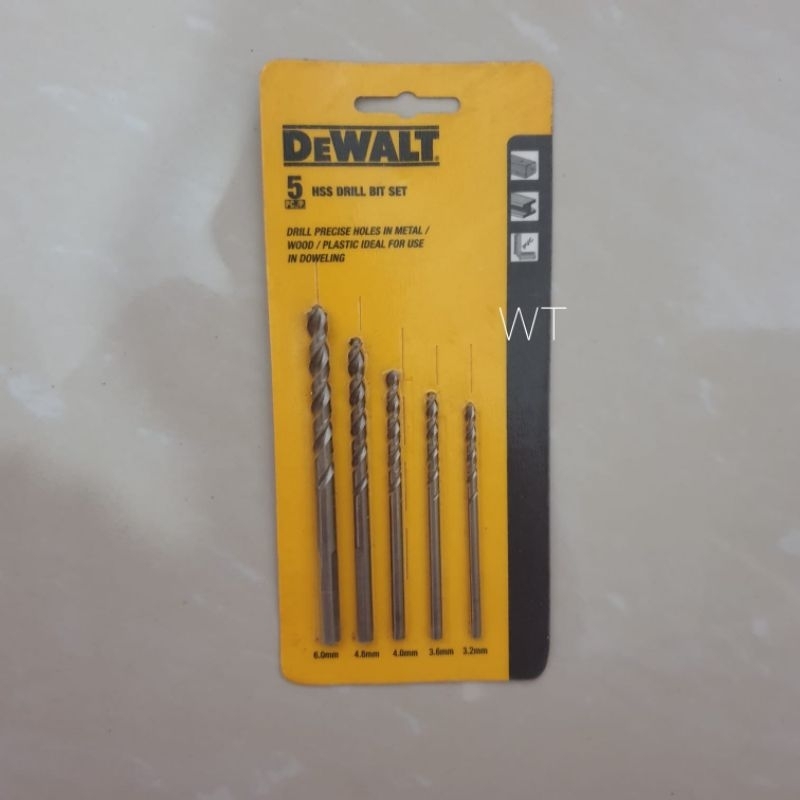 DEWALT
5 HSS DRILL BIT SET
PC.
DRILL PRECISE HOLES IN METAL /
WOOD / PLASTIC IDEAL FOR USE
IN DOWELING
WT
6.0mm 4.8mm 4.0mm 3.6mm 3.2mm